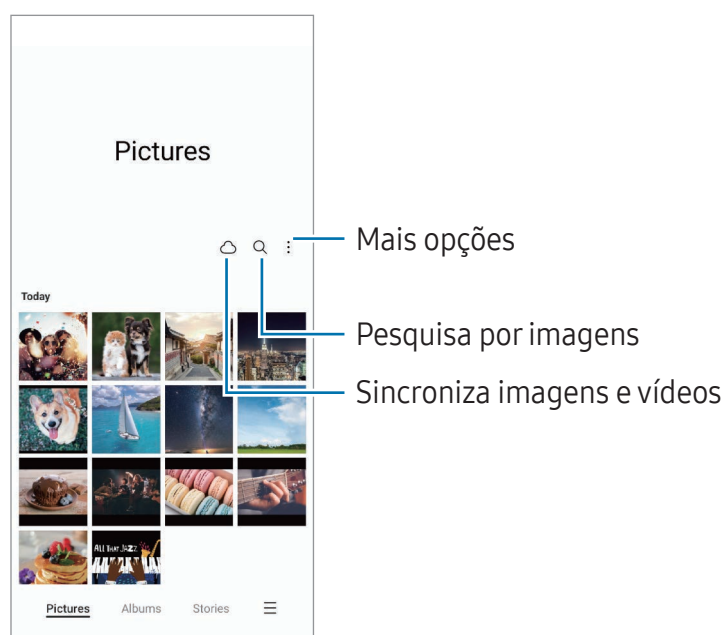 Pictures
Mais opções
Today
Pesquisa por imagens
Sincroniza imagens e vídeos
ALL THAT JAZZ
Pictures Albums Stories